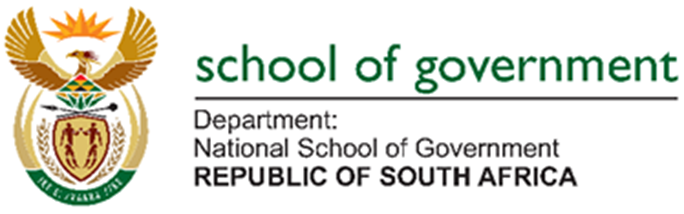 school of government
Department:
National School of Government
REPUBLIC OF SOUTH AFRICA